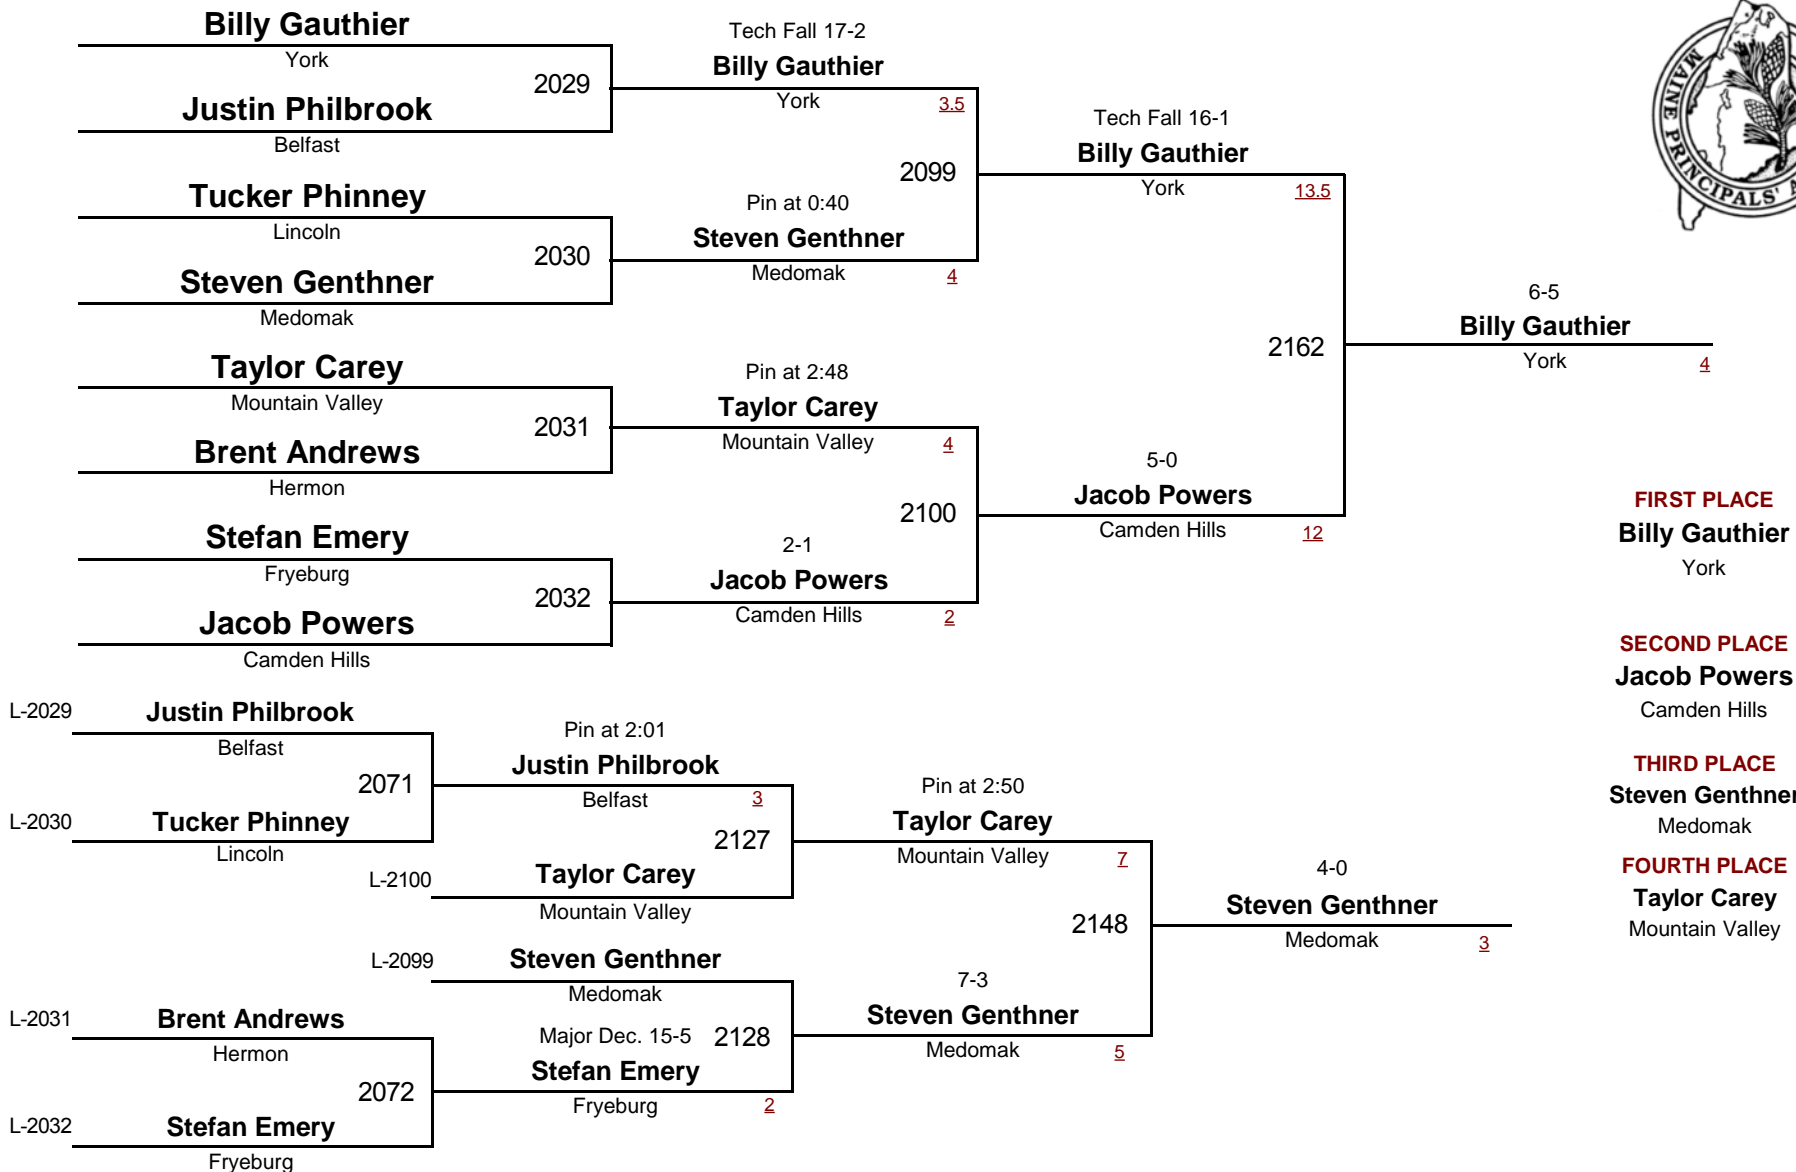 Billy Gauthier
York
2029
Justin Philbrook
Belfast
Tucker Phinney
Lincoln
2030
Steven Genthner
Medomak
Taylor Carey
Mountain Valley
2031
Brent Andrews
Hermon
Stefan Emery
Fryeburg
2032
Jacob Powers
Camden Hills
Tech Fall 17-2
Billy Gauthier
York 3.5
2099
Pin at 0:40
Steven Genthner
Medomak 4
Pin at 2:48
Taylor Carey
Mountain Valley 4
2100
2-1
Jacob Powers
Camden Hills 2
Tech Fall 16-1
Billy Gauthier
York 13.5
2162
5-0
Jacob Powers
Camden Hills 12
6-5
Billy Gauthier
York 4
MAINE PRINCIPALS'
FIRST PLACE
Billy Gauthier
York
SECOND PLACE
Jacob Powers
Camden Hills
THIRD PLACE
Steven Genthner
Medomak
FOURTH PLACE
Taylor Carey
Mountain Valley
L-2029 Justin Philbrook
Belfast
2071
L-2030 Tucker Phinney
Lincoln
Pin at 2:01
Justin Philbrook
Belfast 3
2127
L-2100 Taylor Carey
Mountain Valley
L-2099 Steven Genthner
Medomak
L-2031 Brent Andrews
Hermon
2072
L-2032 Stefan Emery
Fryeburg
Major Dec. 15-5 2128
Stefan Emery
Fryeburg 2
Pin at 2:50
Taylor Carey
Mountain Valley 7
2148
7-3
Steven Genthner
Medomak 5
4-0
Steven Genthner
Medomak 3